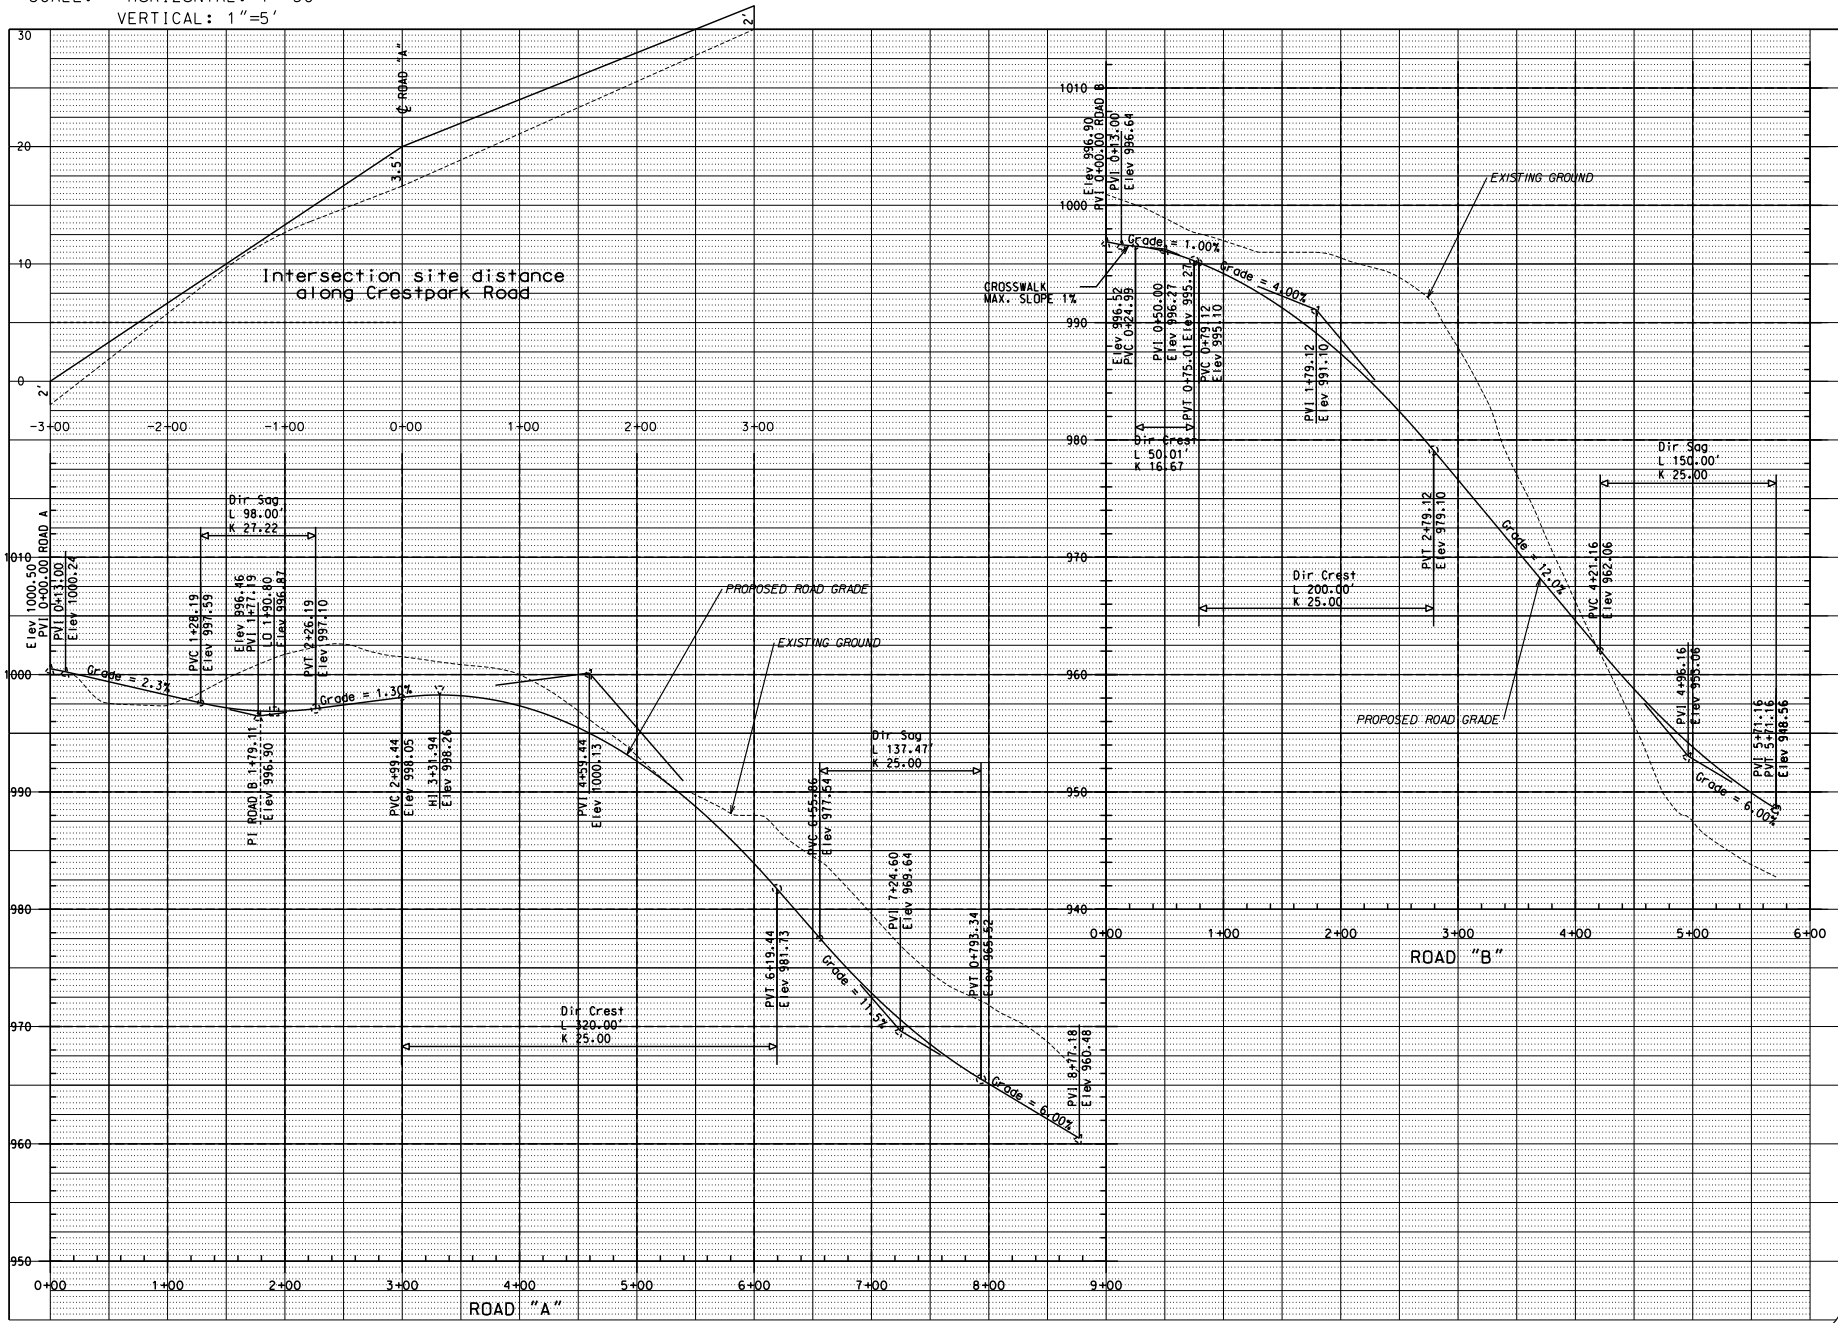 VERTICAL: 1"=5'
30
20
10
0
-3+00
-2+00
-1+00
0+00
1+00
2+00
3+00
2'
3.5'
2'
℄ ROAD "A"
Intersection site distance
along Crestpark Road
1010
1000
990
980
970
960
950
Elev 1000.50
PVI 0+00.00 ROAD A
PVI 0+13.00
Elev 1000.24
Grade = 2.3%
Dir Sag
L 98.00'
K 27.22
PVC 1+28.19
Elev 997.59
Elev 996.46
PVI 1+77.19
LO 1+90.80
Elev 996.87
PVT 2+26.19
Elev 997.10
Grade = 1.30%
PI ROAD B 1+79.11
Elev 996.90
PVC 2+99.44
Elev 998.05
HI 3+31.94
Elev 998.26
PROPOSED ROAD GRADE
EXISTING GROUND
PVI 4+59.44
Elev 1000.13
Dir Crest
L 320.00'
K 25.00
PVT 6+19.44
Elev 981.73
Dir Sag
L 137.47'
K 25.00
PVC 6+55.86
Elev 977.54
Grade = 11.5%
PVI 7+24.60
Elev 969.64
PVT 0+793.34
Elev 965.52
Grade = 6.00%
PVI 8+77.18
Elev 960.48
0+00
1+00
2+00
3+00
4+00
5+00
6+00
7+00
8+00
9+00
ROAD "A"
1010
1000
990
980
970
960
950
940
Elev 996.90
PVI 0+00.00 ROAD B
PVI 0+13.00
Elev 996.64
Grade = 1.00%
CROSSWALK
MAX. SLOPE 1%
Elev 996.52
PVC 0+24.99
PVI 0+50.00
Elev 996.27
PVT 0+75.01 Elev 995.27
PVC 0+79.12
Elev 995.10
Dir Crest
L 50.01'
K 16.67
Grade = 4.00%
PVI 1+79.12
Elev 991.10
EXISTING GROUND
PVT 2+79.12
Elev 979.10
Dir Crest
L 200.00'
K 25.00
Grade = 12.0%
PROPOSED ROAD GRADE
Dir Sag
L 150.00'
K 25.00
PVC 4+21.16
Elev 962.06
PVI 4+96.16
Elev 953.06
Grade = 6.00%
PVI 5+71.16
PVT 5+71.16
Elev 948.56
0+00
1+00
2+00
3+00
4+00
5+00
6+00
ROAD "B"